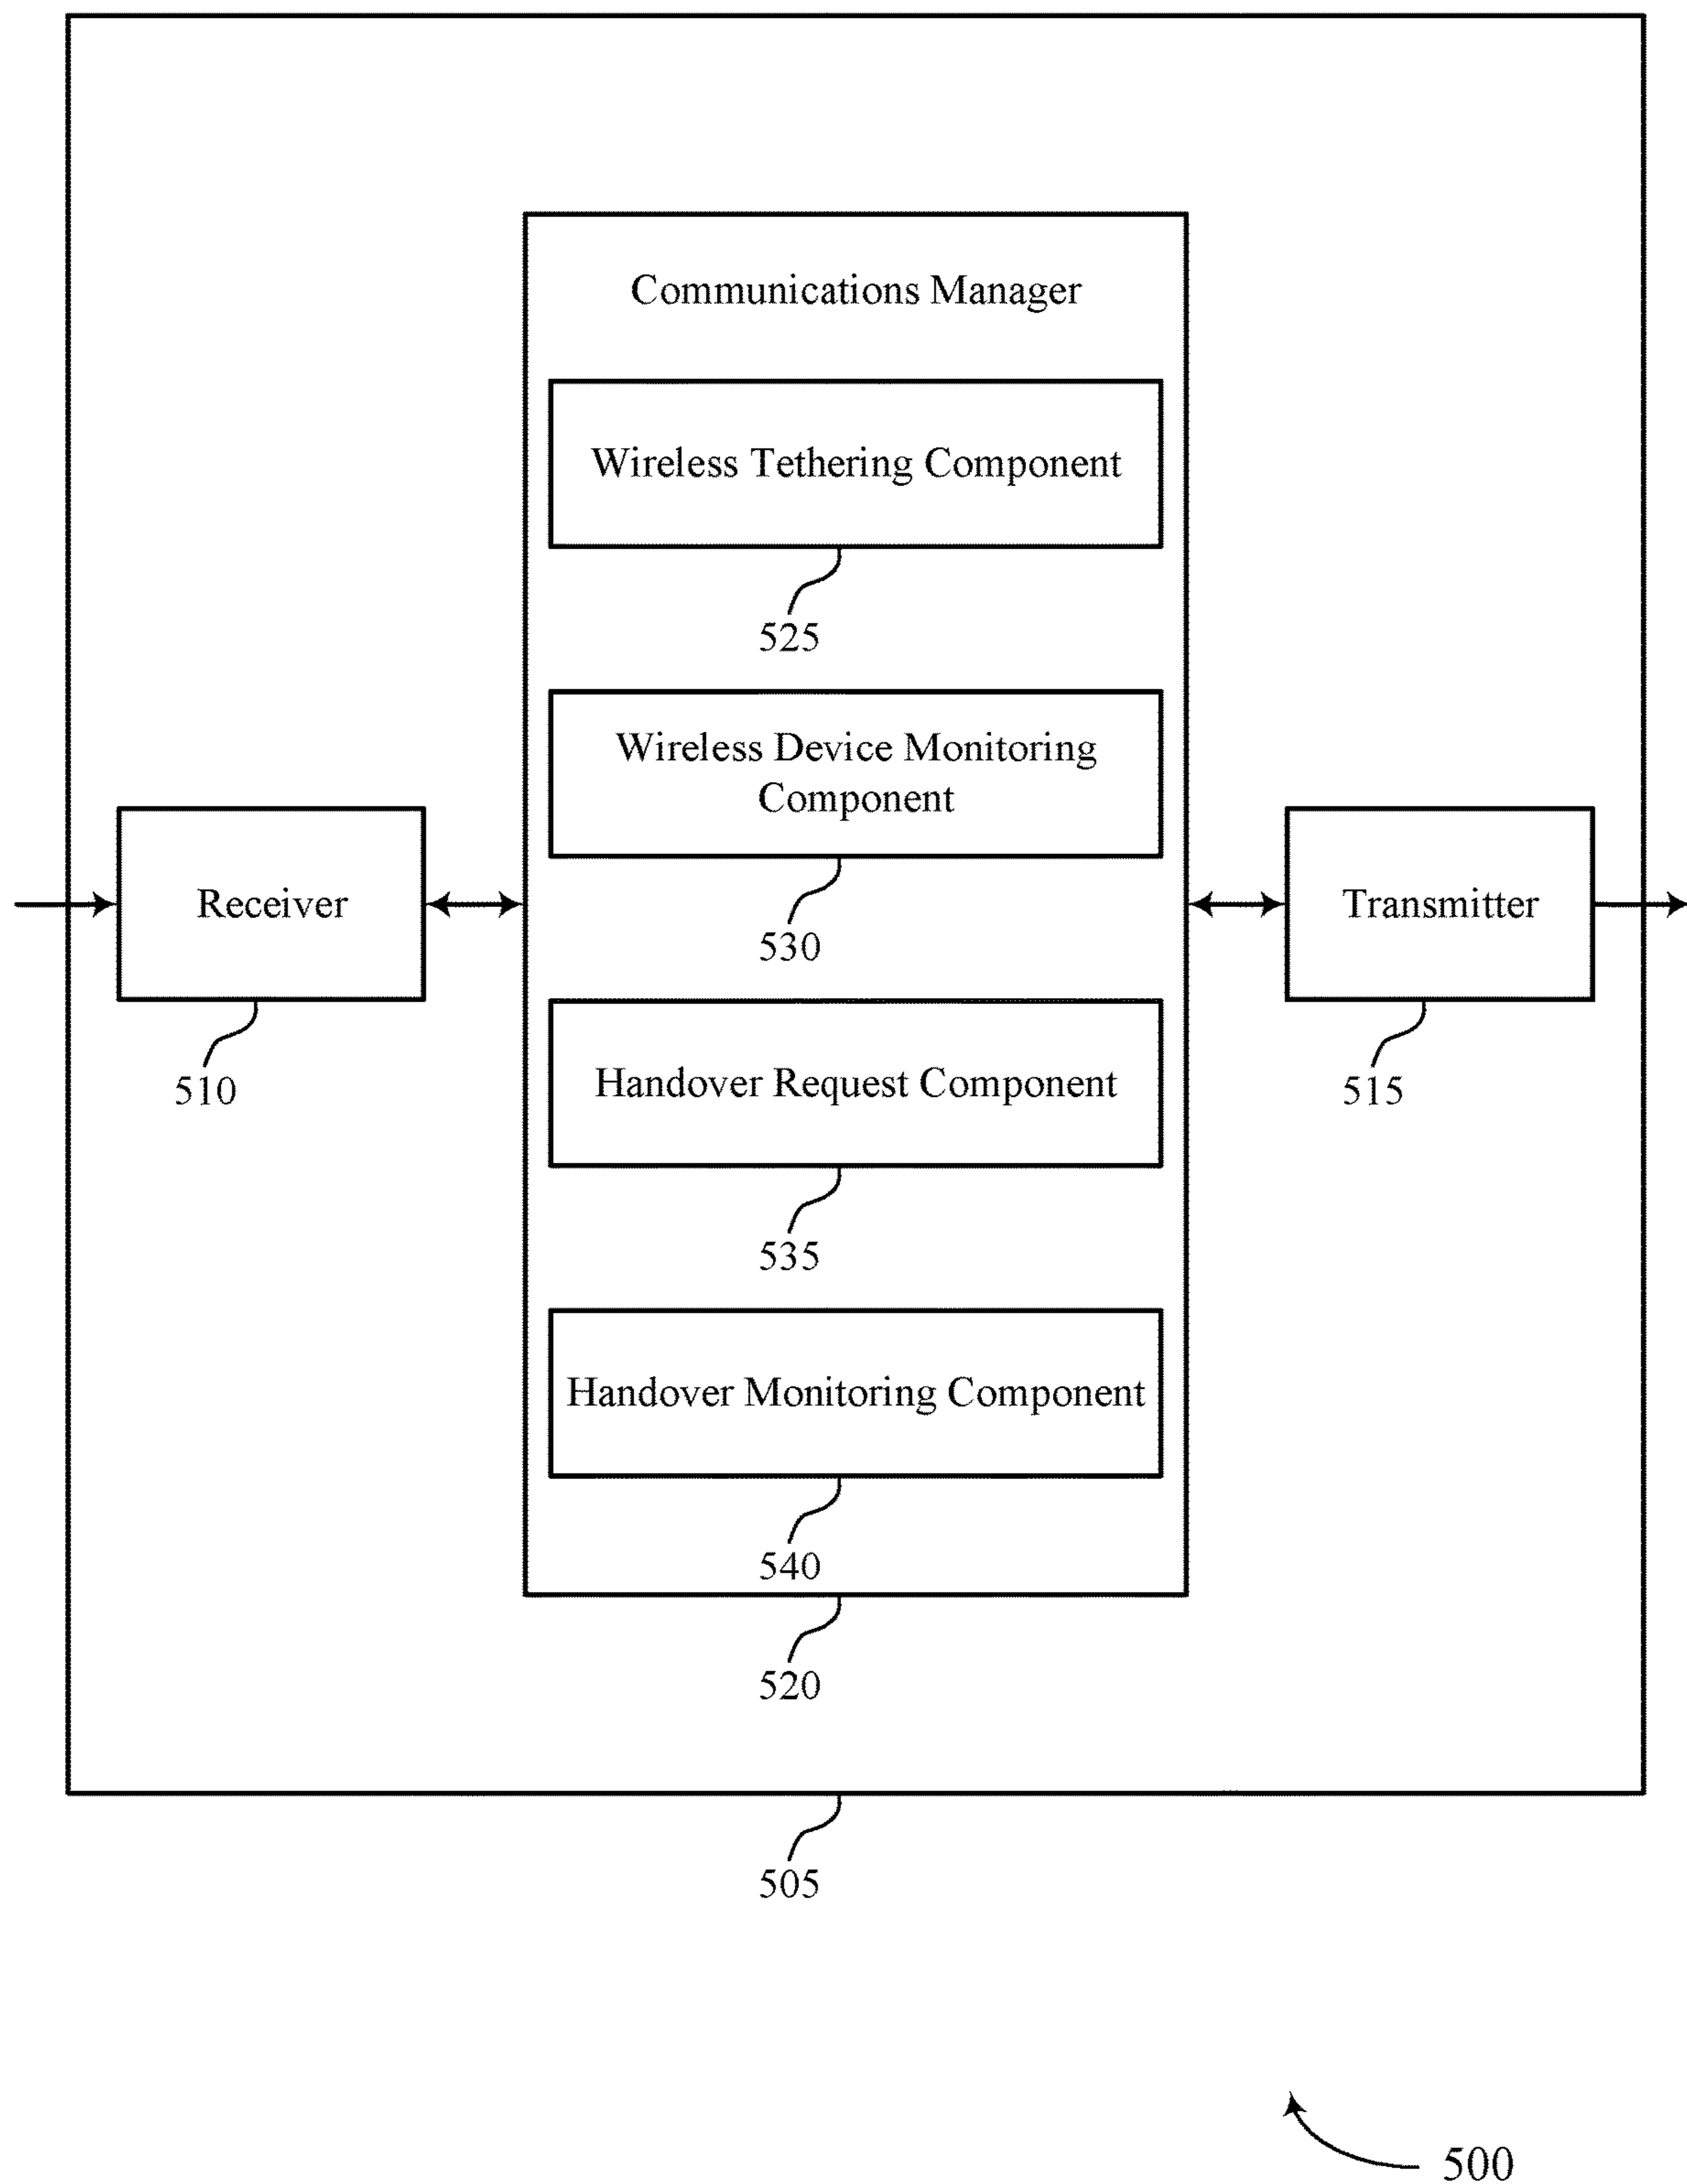 Communications Manager
Wireless Tethering Component
525
Wireless Device Monitoring
Component
530
Receiver
510
Transmitter
515
Handover Request Component
535
Handover Monitoring Component
540
520
505
500